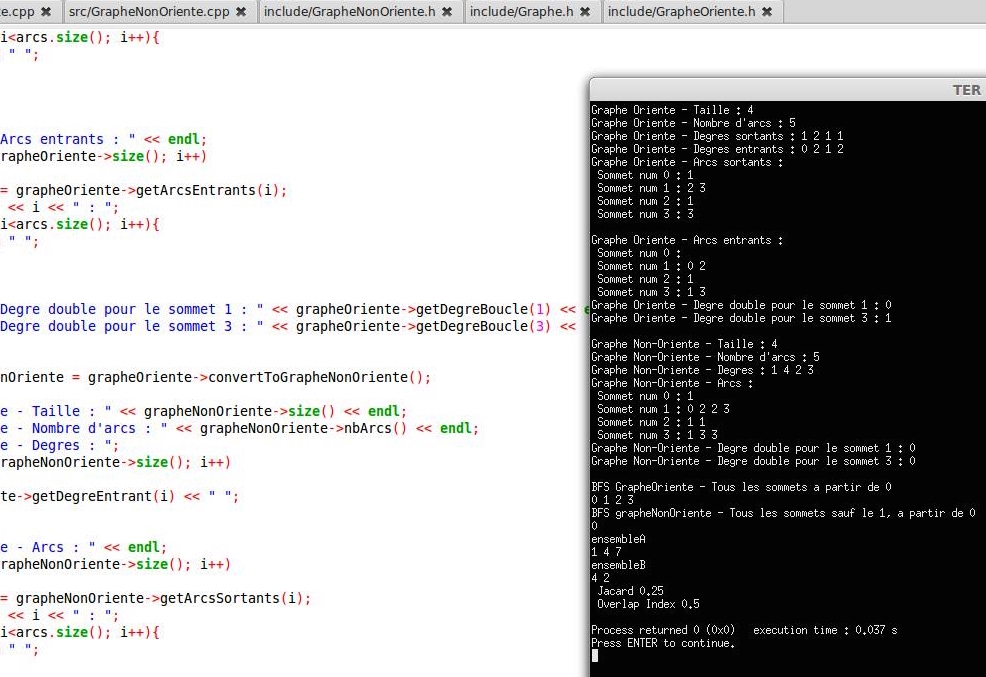 te.cpp ✖ src/GrapheNonOriente.cpp ✖ include/GrapheNonOriente.h ✖ include/Graphe.h ✖ include/GrapheOriente.h ✖
i<arcs.size(); i++){
" ";
Arcs entrants : " << endl;
rapheOriente->size(); i++)
= grapheOriente->getArcsEntrants(i);
<< i << " : ";
i<arcs.size(); i++){
" ";
Degre double pour le sommet 1 : " << grapheOriente->getDegreBoucle(1) << e
Degre double pour le sommet 3 : " << grapheOriente->getDegreBoucle(3) <<
nOriente = grapheOriente->convertToGrapheNonOriente();
e - Taille : " << grapheNonOriente->size() << endl;
e - Nombre d'arcs : " << grapheNonOriente->nbArcs() << endl;
e - Degres : ";
rapheNonOriente->size(); i++)
te->getDegreEntrant(i) << " ";
e - Arcs : " << endl;
rapheNonOriente->size(); i++)
= grapheNonOriente->getArcsSortants(i);
<< i << " : ";
i<arcs.size(); i++){
" ";
TER
Graphe Oriente - Taille : 4
Graphe Oriente - Nombre d'arcs : 5
Graphe Oriente - Degres sortants : 1 2 1 1
Graphe Oriente - Degres entrants : 0 2 1 2
Graphe Oriente - Arcs sortants :
Sommet num 0 : 1
Sommet num 1 : 2 3
Sommet num 2 : 1
Sommet num 3 : 3
Graphe Oriente - Arcs entrants :
Sommet num 0 :
Sommet num 1 : 0 2
Sommet num 2 : 1
Sommet num 3 : 1 3
Graphe Oriente - Degre double pour le sommet 1 : 0
Graphe Oriente - Degre double pour le sommet 3 : 1
Graphe Non-Oriente - Taille : 4
Graphe Non-Oriente - Nombre d'arcs : 5
Graphe Non-Oriente - Degres : 1 4 2 3
Graphe Non-Oriente - Arcs :
Sommet num 0 : 1
Sommet num 1 : 0 2 2 3
Sommet num 2 : 1 1
Sommet num 3 : 1 3 3
Graphe Non-Oriente - Degre double pour le sommet 1 : 0
Graphe Non-Oriente - Degre double pour le sommet 3 : 0
BFS GrapheOriente - Tous les sommets a partir de 0
0 1 2 3
BFS grapheNonOriente - Tous les sommets sauf le 1, a partir de 0
0
ensembleA
1 4 7
ensembleB
4 2
Jacard 0.25
Overlap Index 0.5
Process returned 0 (0x0) execution time : 0.037 s
Press ENTER to continue.